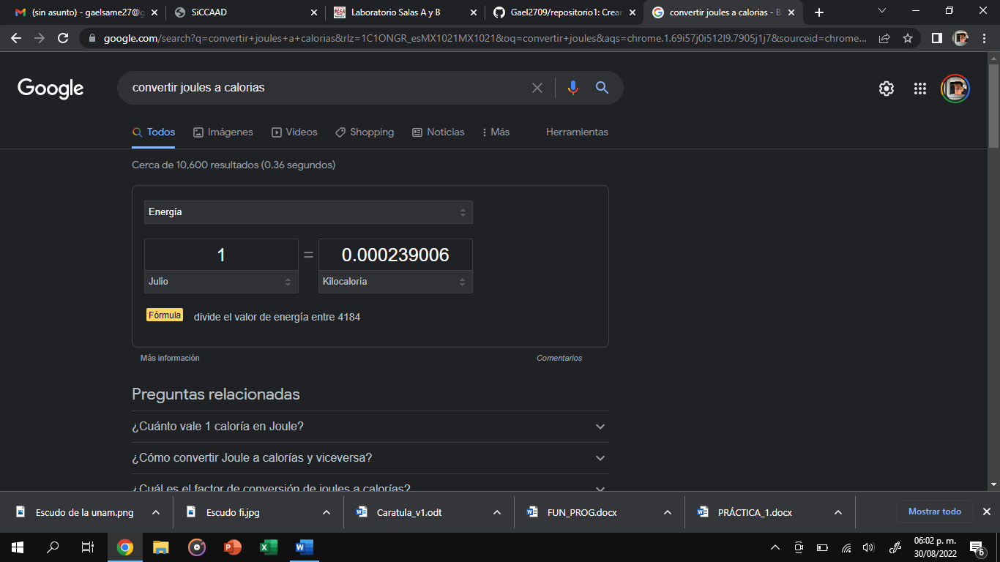 (sin asunto) - gaelsame27@g
SiCCAAD
Laboratorio Salas A y B
Gael2709/repositorio1: Crear
convertir joules a calorias - B
google.com/search?q=convertir+joules+a+calorias&rlz=1C1ONGR_esMX1021MX1021&oq=convertir+joules&aqs=chrome.1.69i57j0i512l9.7905j1j7&sourceid=chrome...
Google
convertir joules a calorias
Todos
Imágenes
Videos
Shopping
Noticias
Más
Herramientas
Cerca de 10,600 resultados (0.36 segundos)
Energía
1 = 0.000239006
Julio
Kilocaloría
Fórmula divide el valor de energía entre 4184
Más información
Comentarios
Preguntas relacionadas
¿Cuánto vale 1 caloría en Joule?
¿Cómo convertir Joule a calorías y viceversa?
¿Cuál es el factor de conversión de joules a calorías?
Escudo de la unam.png
Escudo fi.jpg
Caratula_v1.odt
FUN_PROG.docx
PRÁCTICA_1.docx
Mostrar todo
06:02 p. m.
30/08/2022
6